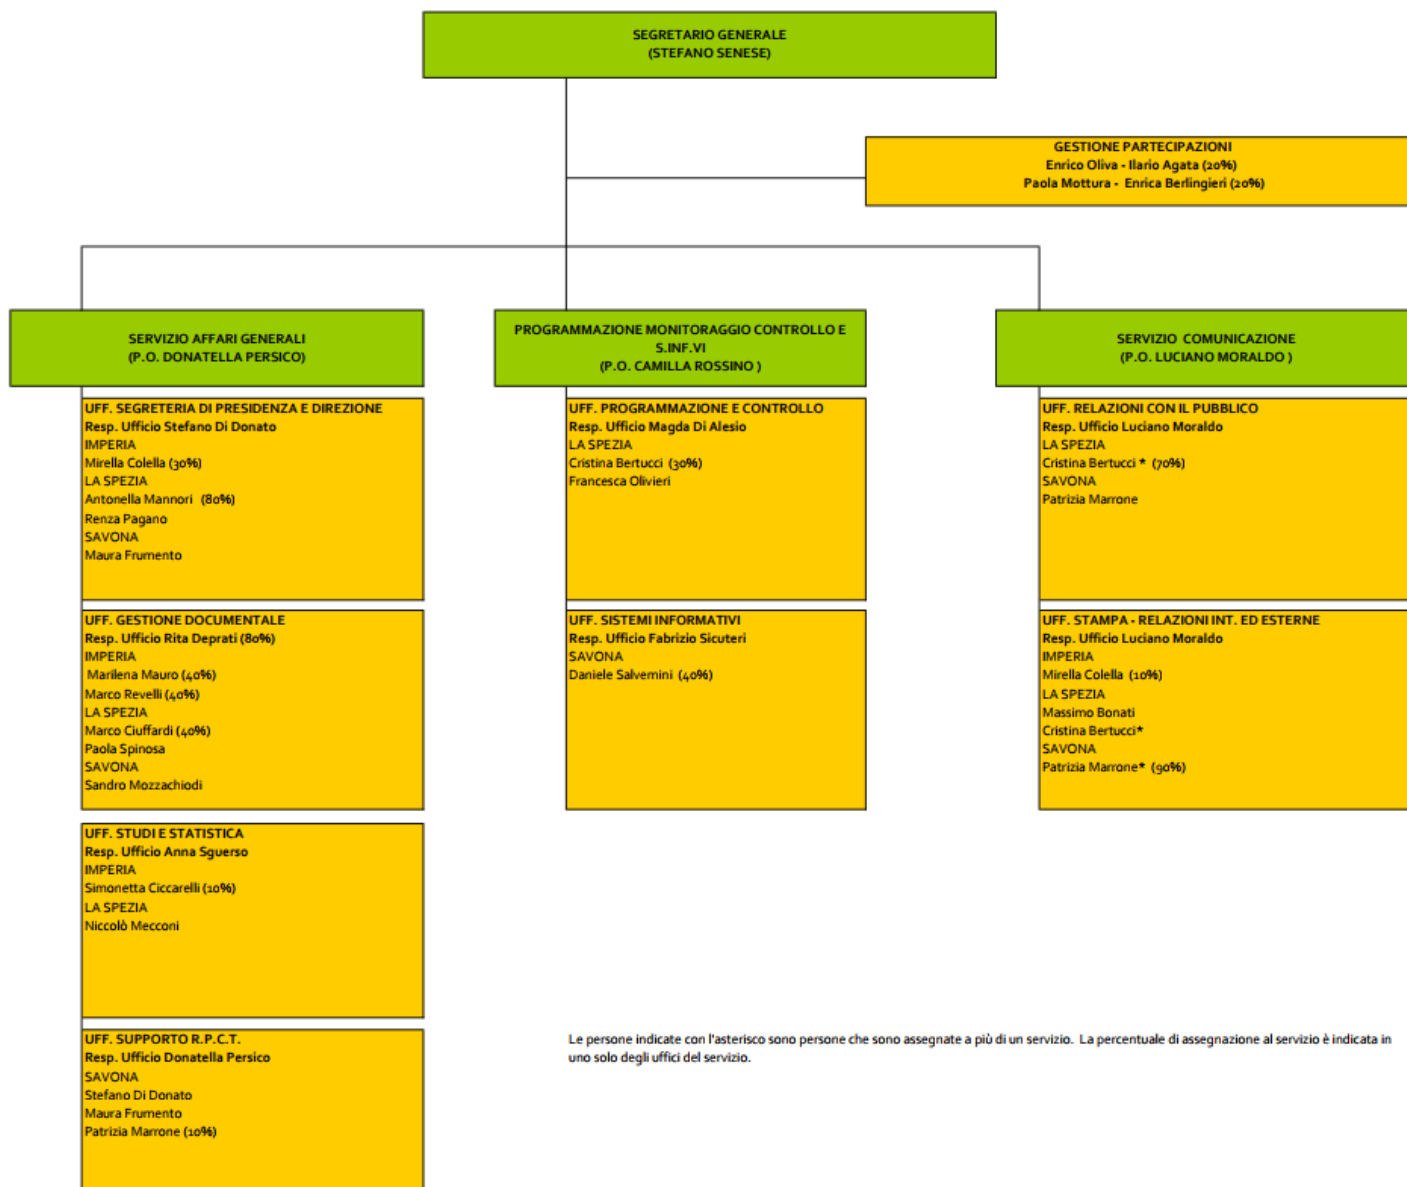 SEGRETARIO GENERALE
(STEFANO SENESE)
GESTIONE PARTECIPAZIONI
Enrico Oliva - Ilario Agata (20%)
Paola Mottura - Enrica Berlingieri (20%)
SERVIZIO AFFARI GENERALI
(P.O. DONATELLA PERSICO)
UFF. SEGRETERIA DI PRESIDENZA E DIREZIONE
Resp. Ufficio Stefano Di Donato
IMPERIA
Mirella Colella (30%)
LA SPEZIA
Antonella Mannori (80%)
Renza Pagano
SAVONA
Maura Frumento
UFF. GESTIONE DOCUMENTALE
Resp. Ufficio Rita Deprati (80%)
IMPERIA
Marilena Mauro (40%)
Marco Revelli (40%)
LA SPEZIA
Marco Ciuffardi (40%)
Paola Spinosa
SAVONA
Sandro Mozzachiodi
UFF. STUDI E STATISTICA
Resp. Ufficio Anna Sguerso
IMPERIA
Simonetta Ciccarelli (10%)
LA SPEZIA
Niccolò Mecconi
UFF. SUPPORTO R.P.C.T.
Resp. Ufficio Donatella Persico
SAVONA
Stefano Di Donato
Maura Frumento
Patrizia Marrone (10%)
PROGRAMMAZIONE MONITORAGGIO CONTROLLO E
S.INF.VI
(P.O. CAMILLA ROSSINO )
UFF. PROGRAMMAZIONE E CONTROLLO
Resp. Ufficio Magda Di Alesio
LA SPEZIA
Cristina Bertucci (30%)
Francesca Olivieri
UFF. SISTEMI INFORMATIVI
Resp. Ufficio Fabrizio Sicuteri
SAVONA
Daniele Salvemini (40%)
SERVIZIO COMUNICAZIONE
(P.O. LUCIANO MORALDO )
UFF. RELAZIONI CON IL PUBBLICO
Resp. Ufficio Luciano Moraldo
LA SPEZIA
Cristina Bertucci * (70%)
SAVONA
Patrizia Marrone
UFF. STAMPA - RELAZIONI INT. ED ESTERNE
Resp. Ufficio Luciano Moraldo
IMPERIA
Mirella Colella (10%)
LA SPEZIA
Massimo Bonati
Cristina Bertucci*
SAVONA
Patrizia Marrone* (90%)
Le persone indicate con l'asterisco sono persone che sono assegnate a più di un servizio. La percentuale di assegnazione al servizio è indicata in
uno solo degli uffici del servizio.